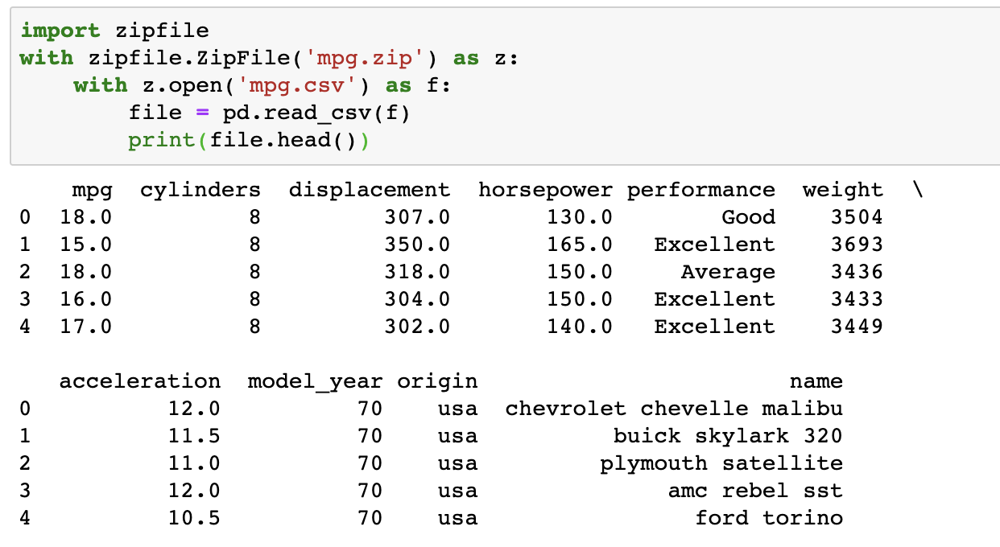 import zipfile
with zipfile.ZipFile('mpg.zip') as z:
    with z.open('mpg.csv') as f:
        file = pd.read_csv(f)
        print(file.head())
    mpg  cylinders  displacement  horsepower performance  weight  \
0  18.0          8         307.0       130.0        Good    3504
1  15.0          8         350.0       165.0   Excellent    3693
2  18.0          8         318.0       150.0     Average    3436
3  16.0          8         304.0       150.0   Excellent    3433
4  17.0          8         302.0       140.0   Excellent    3449
   acceleration  model_year origin                       name
0          12.0          70    usa  chevrolet chevelle malibu
1          11.5          70    usa          buick skylark 320
2          11.0          70    usa         plymouth satellite
3          12.0          70    usa              amc rebel sst
4          10.5          70    usa                ford torino